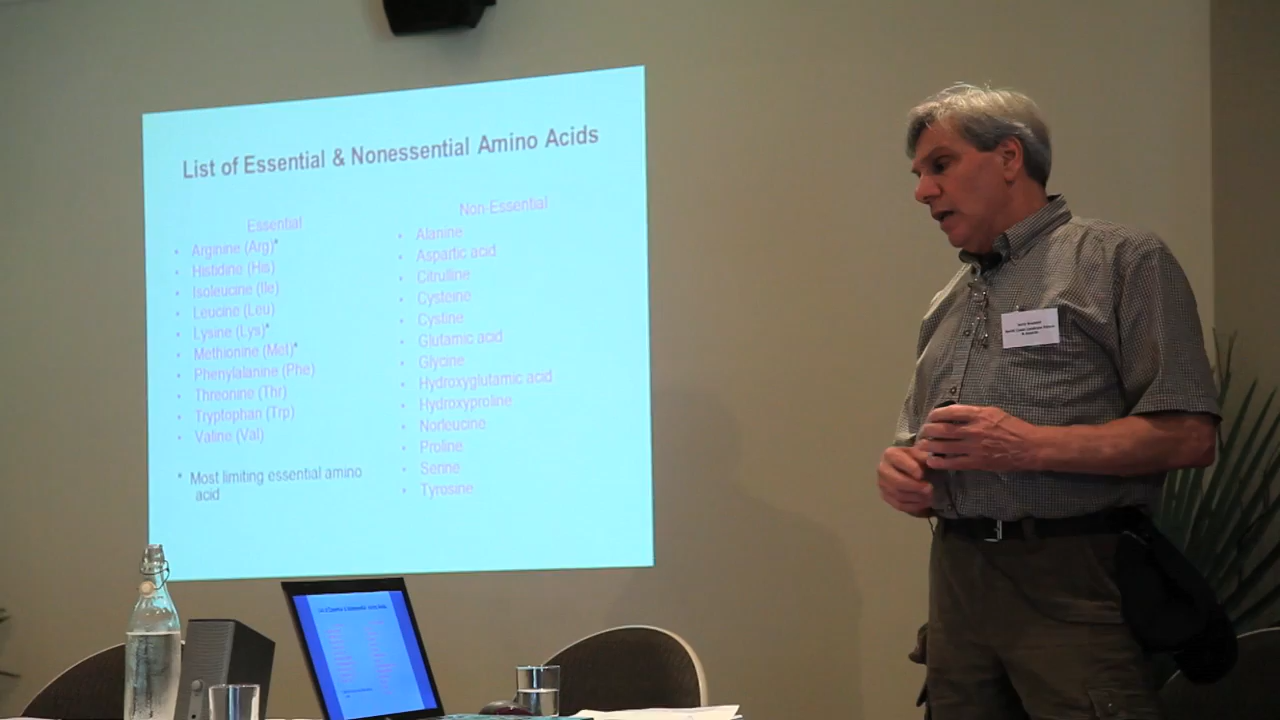 List of Essential & Nonessential Amino Acids
Essential
• Arginine (Arg)*
• Histidine (His)
• Isoleucine (Ile)
• Leucine (Leu)
• Lysine (Lys)*
• Methionine (Met)*
• Phenylalanine (Phe)
• Threonine (Thr)
• Tryptophan (Trp)
• Valine (Val)
* Most limiting essential amino
acid
Non-Essential
• Alanine
• Aspartic acid
• Citrulline
• Cysteine
• Cystine
• Glutamic acid
• Glycine
• Hydroxyglutamic acid
• Hydroxyproline
• Norleucine
• Proline
• Serine
• Tyrosine